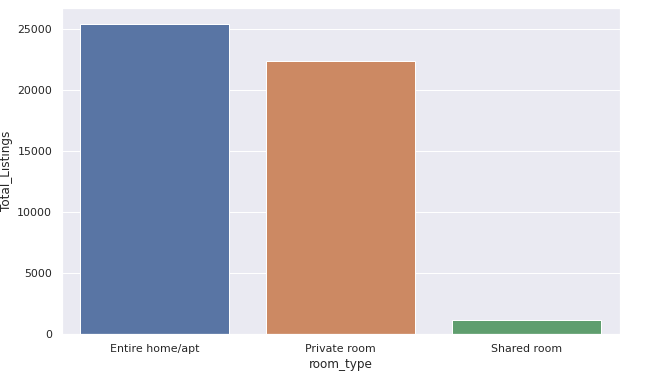 25000
20000
15000
10000
5000
0
Total_Listings
Entire home/apt Private room Shared room
room_type